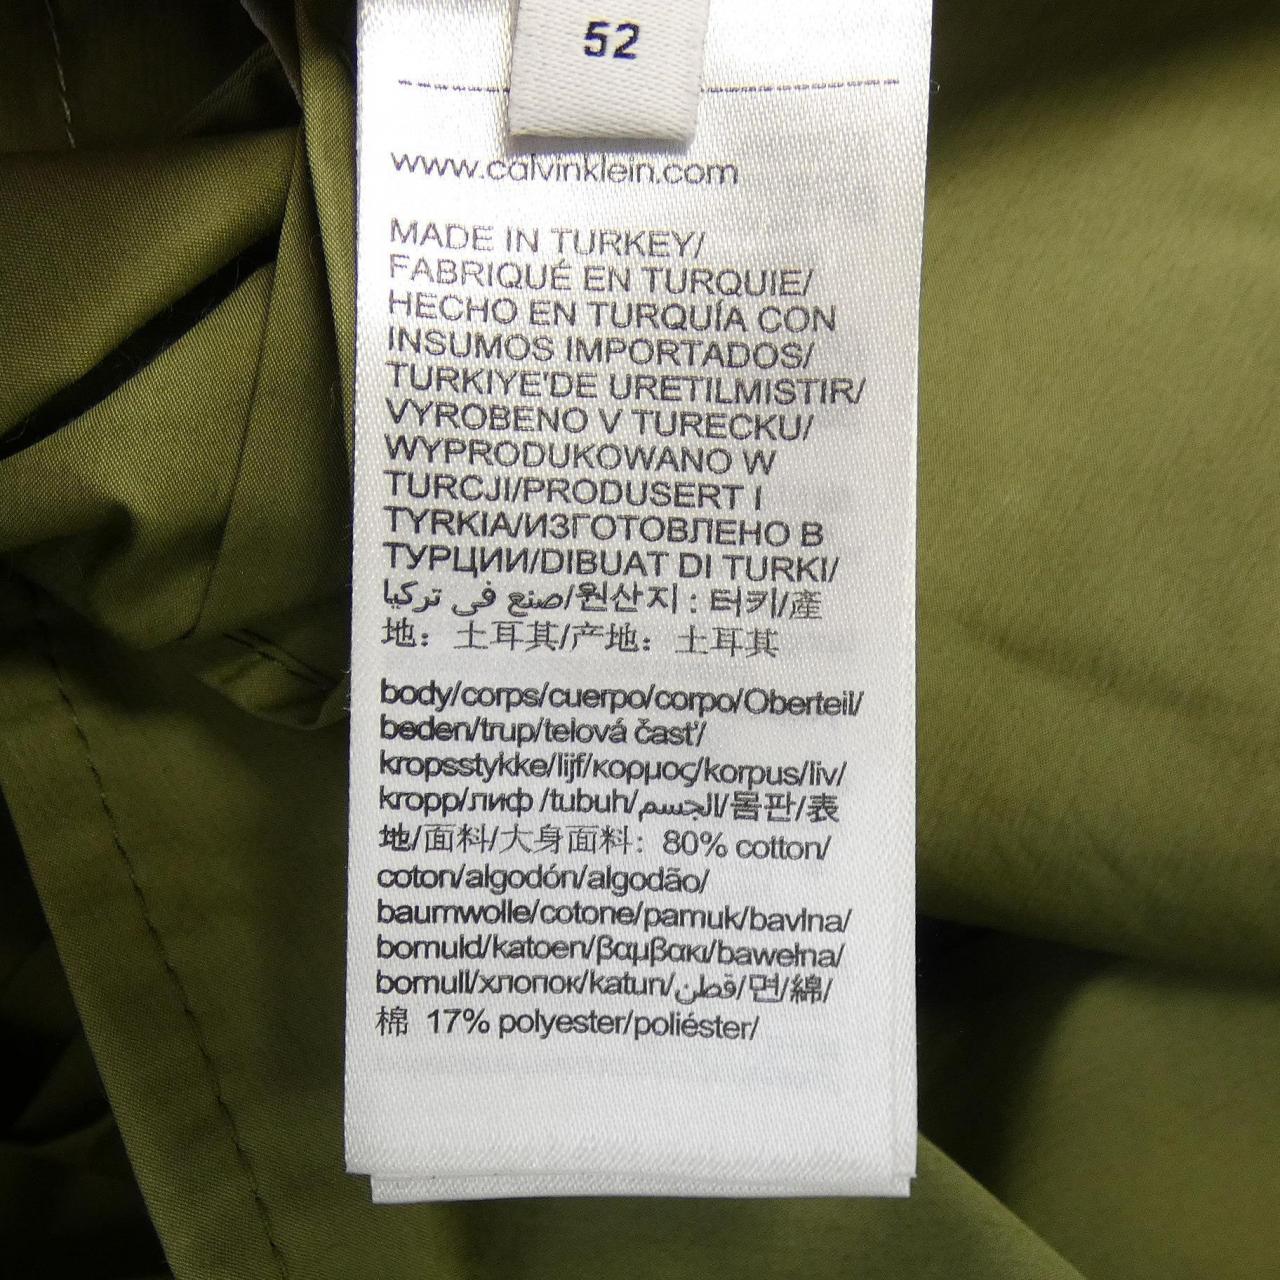 52
www.calvinklein.com
MADE IN TURKEY/
FABRIQUÉ EN TURQUIE/
HECHO EN TURQUÍA CON
INSUMOS IMPORTADOS/
TURKIYE'DE URETILMISTIR/
VYROBENO V TURECKU/
WYPRODUKOWANO W
TURCJI/PRODUSERT I
TYRKIA/ИЗГОТОВЛЕНО В
ТУРЦИИ/DIBUAT DI TURKI/
صنع في تركيا/원산지 : 터키/產
地：土耳其/产地：土耳其
body/corps/cuerpo/corpo/Oberteil/
beden/trup/telová časť/
kropsstykke/lijf/κορμος/korpus/liv/
kropp/лиф /tubuh/الجسم/몸판/表
地/面料/大身面料：80% cotton/
coton/algodón/algodão/
baumwolle/cotone/pamuk/bavlna/
bomuld/katoen/βαμβακι/bawełna/
bomull/хлопок/katun/قطن/면/綿/
棉 17% polyester/poliéster/